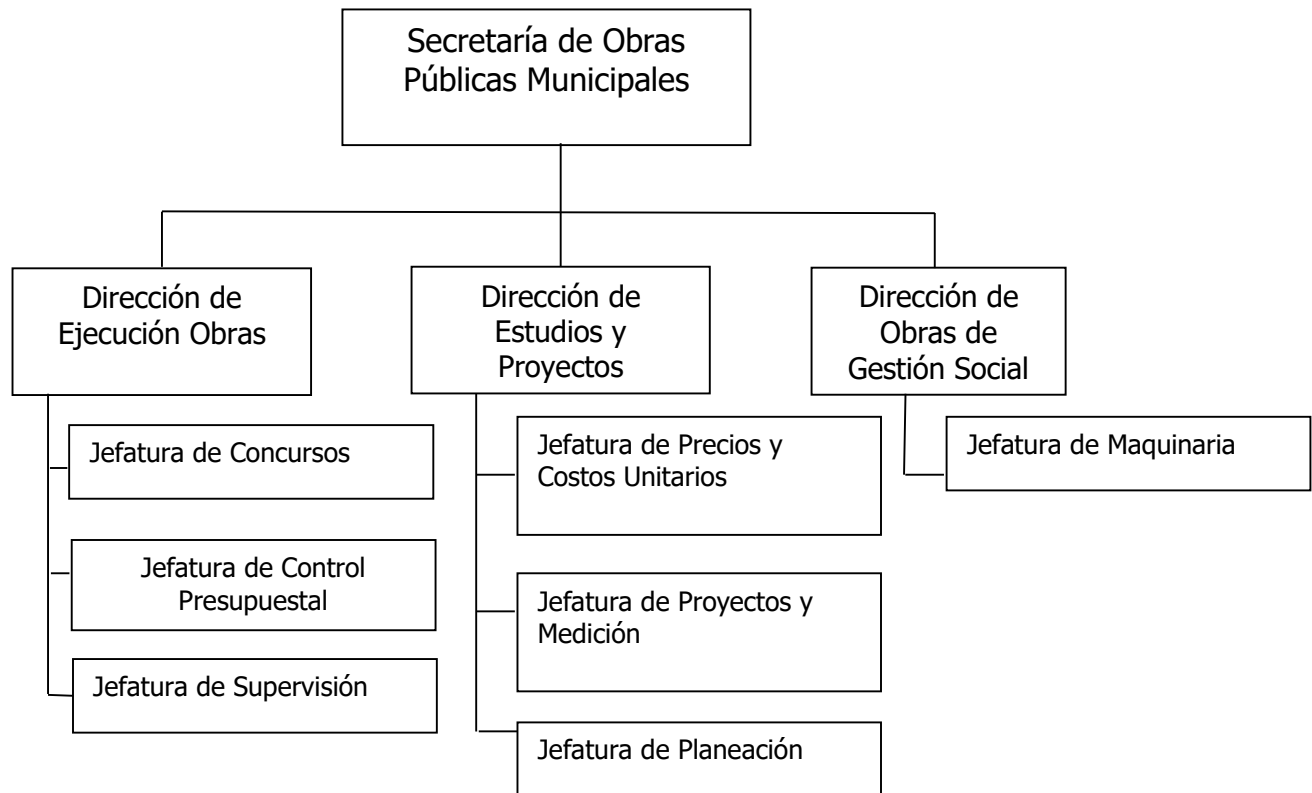 Secretaría de Obras
Públicas Municipales
Dirección de
Ejecución Obras
Dirección de
Estudios y
Proyectos
Dirección de
Obras de
Gestión Social
Jefatura de Concursos
Jefatura de Control
Presupuestal
Jefatura de Supervisión
Jefatura de Precios y
Costos Unitarios
Jefatura de Proyectos y
Medición
Jefatura de Planeación
Jefatura de Maquinaria